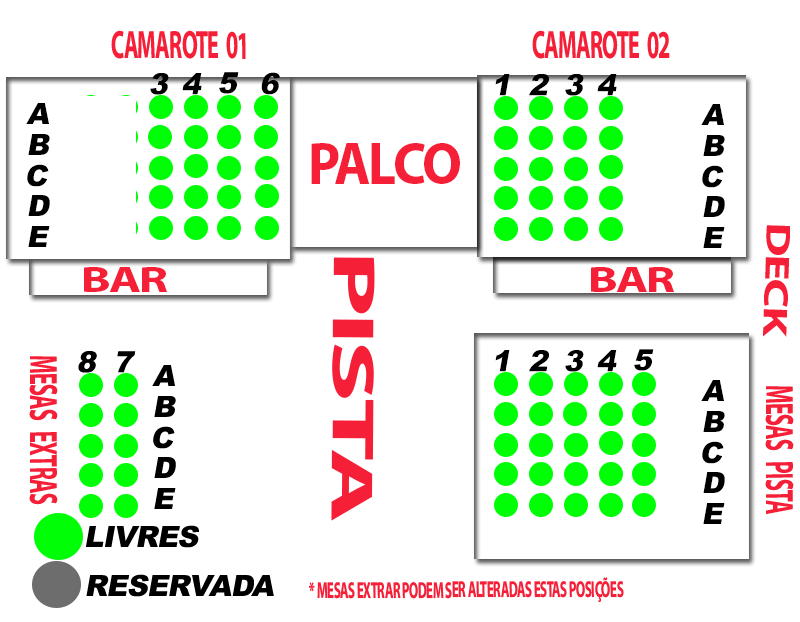 CAMAROTE 01
CAMAROTE 02
3 4 5 6
1 2 3 4
A
B
C
D
E
PALCO
A
B
C
D
E
BAR
BAR
DECK
PISTA
MESAS EXTRAS
8 7
A
B
C
D
E
1 2 3 4 5
A
B
C
D
E
MESAS PISTA
LIVRES
RESERVADA
* MESAS EXTRAR PODEM SER ALTERADAS ESTAS POSIÇÕES